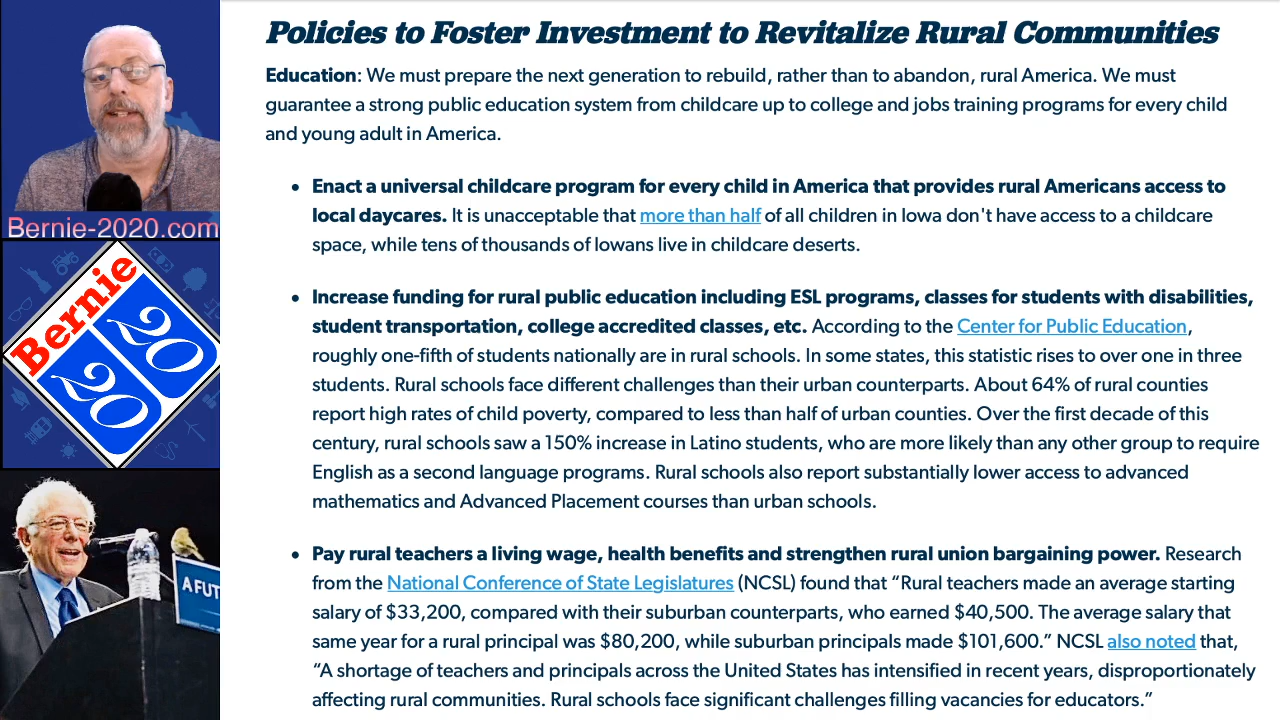 Policies to Foster Investment to Revitalize Rural Communities
Education: We must prepare the next generation to rebuild, rather than to abandon, rural America. We must
guarantee a strong public education system from childcare up to college and jobs training programs for every child
and young adult in America.
• Enact a universal childcare program for every child in America that provides rural Americans access to
local daycares. It is unacceptable that more than half of all children in Iowa don't have access to a childcare
space, while tens of thousands of Iowans live in childcare deserts.
• Increase funding for rural public education including ESL programs, classes for students with disabilities,
student transportation, college accredited classes, etc. According to the Center for Public Education,
roughly one-fifth of students nationally are in rural schools. In some states, this statistic rises to over one in three
students. Rural schools face different challenges than their urban counterparts. About 64% of rural counties
report high rates of child poverty, compared to less than half of urban counties. Over the first decade of this
century, rural schools saw a 150% increase in Latino students, who are more likely than any other group to require
English as a second language programs. Rural schools also report substantially lower access to advanced
mathematics and Advanced Placement courses than urban schools.
• Pay rural teachers a living wage, health benefits and strengthen rural union bargaining power. Research
from the National Conference of State Legislatures (NCSL) found that “Rural teachers made an average starting
salary of $33,200, compared with their suburban counterparts, who earned $40,500. The average salary that
same year for a rural principal was $80,200, while suburban principals made $101,600.” NCSL also noted that,
“A shortage of teachers and principals across the United States has intensified in recent years, disproportionately
affecting rural communities. Rural schools face significant challenges filling vacancies for educators.”
Bernie-2020.com
Bernie
20
20
A FUT